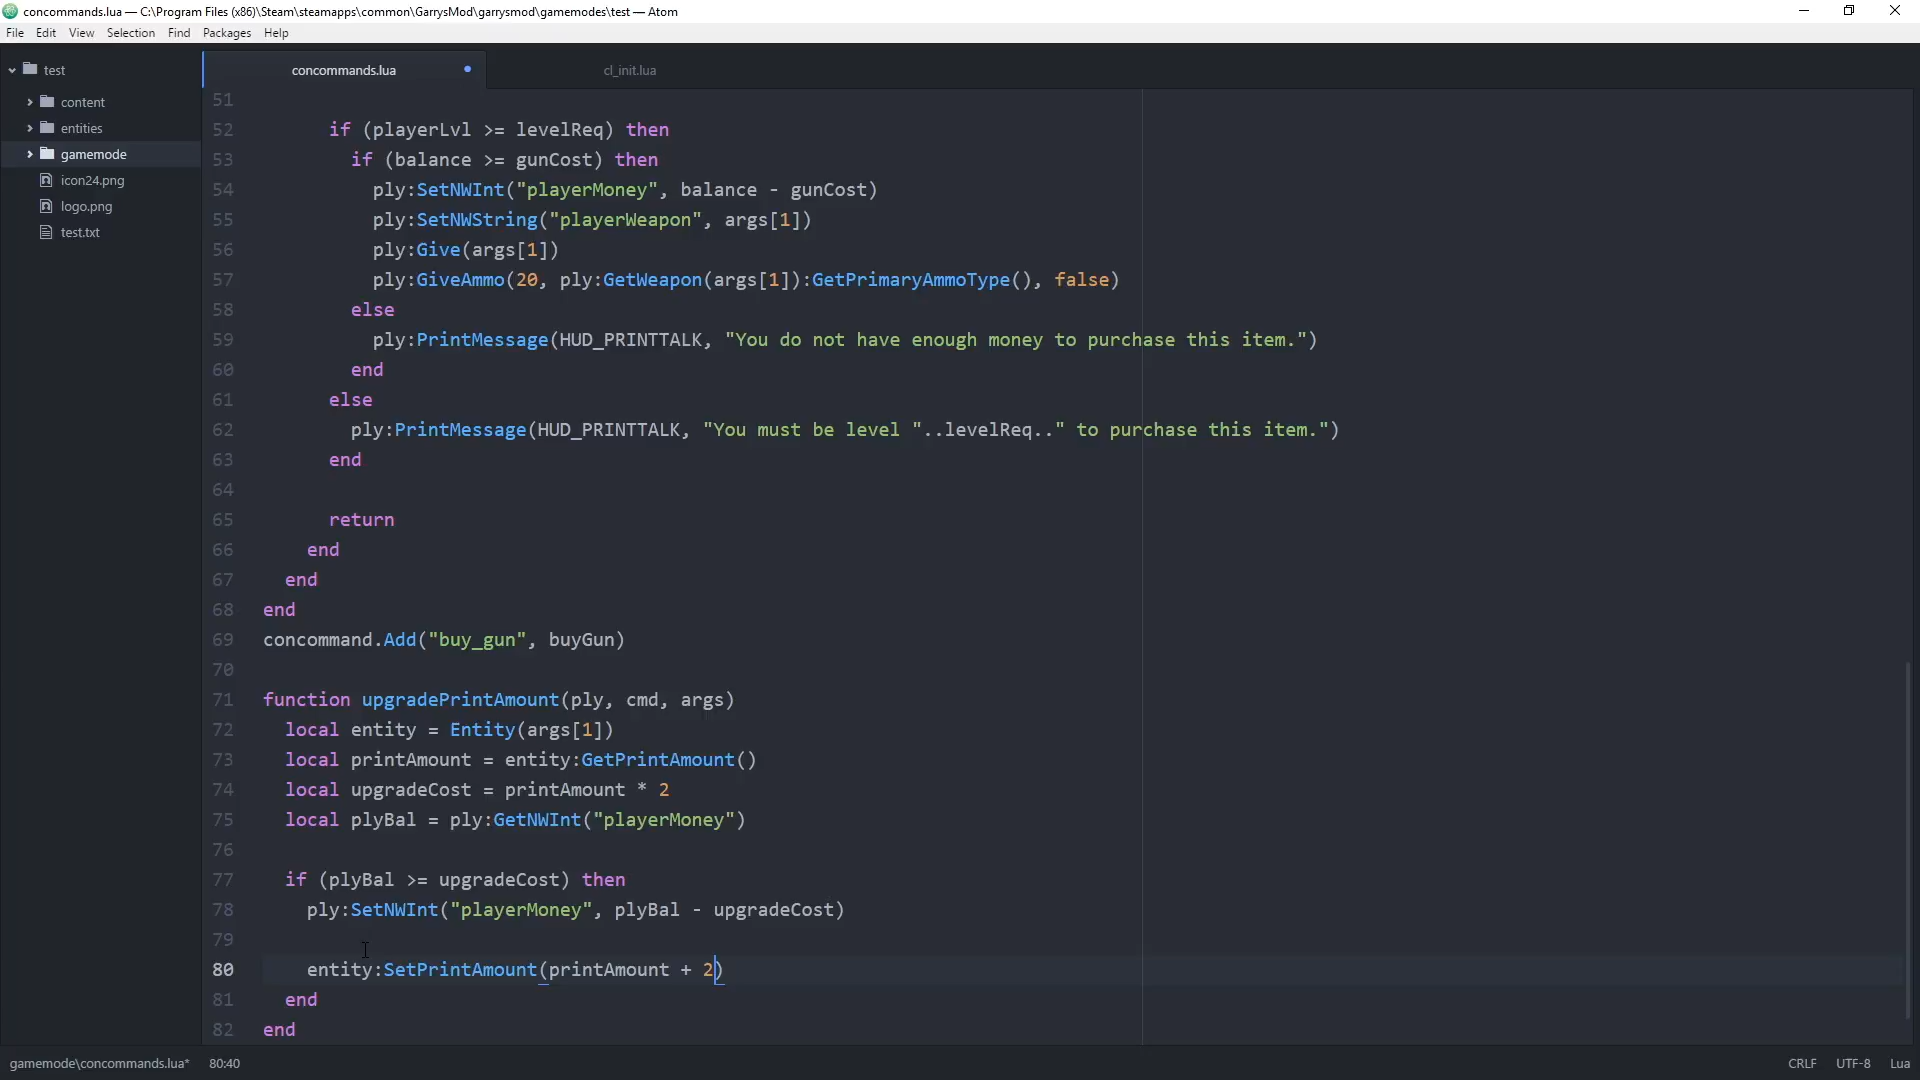 concommands.lua — C:\Program Files (x86)\Steam\steamapps\common\GarrysMod\garrysmod\gamemodes\test — Atom
File Edit View Selection Find Packages Help
test
content
entities
gamemode
icon24.png
logo.png
test.txt
concommands.lua cl_init.lua
51
52 if (playerLvl >= levelReq) then
53 if (balance >= gunCost) then
54 ply:SetNWInt("playerMoney", balance - gunCost)
55 ply:SetNWString("playerWeapon", args[1])
56 ply:Give(args[1])
57 ply:GiveAmmo(20, ply:GetWeapon(args[1]):GetPrimaryAmmoType(), false)
58 else
59 ply:PrintMessage(HUD_PRINTTALK, "You do not have enough money to purchase this item.")
60 end
61 else
62 ply:PrintMessage(HUD_PRINTTALK, "You must be level "..levelReq.." to purchase this item.")
63 end
64
65 return
66 end
67 end
68 end
69 concommand.Add("buy_gun", buyGun)
70
71 function upgradePrintAmount(ply, cmd, args)
72 local entity = Entity(args[1])
73 local printAmount = entity:GetPrintAmount()
74 local upgradeCost = printAmount * 2
75 local plyBal = ply:GetNWInt("playerMoney")
76
77 if (plyBal >= upgradeCost) then
78 ply:SetNWInt("playerMoney", plyBal - upgradeCost)
79
80 entity:SetPrintAmount(printAmount + 2)
81 end
82 end
gamemode\concommands.lua* 80:40 CRLF UTF-8 Lua